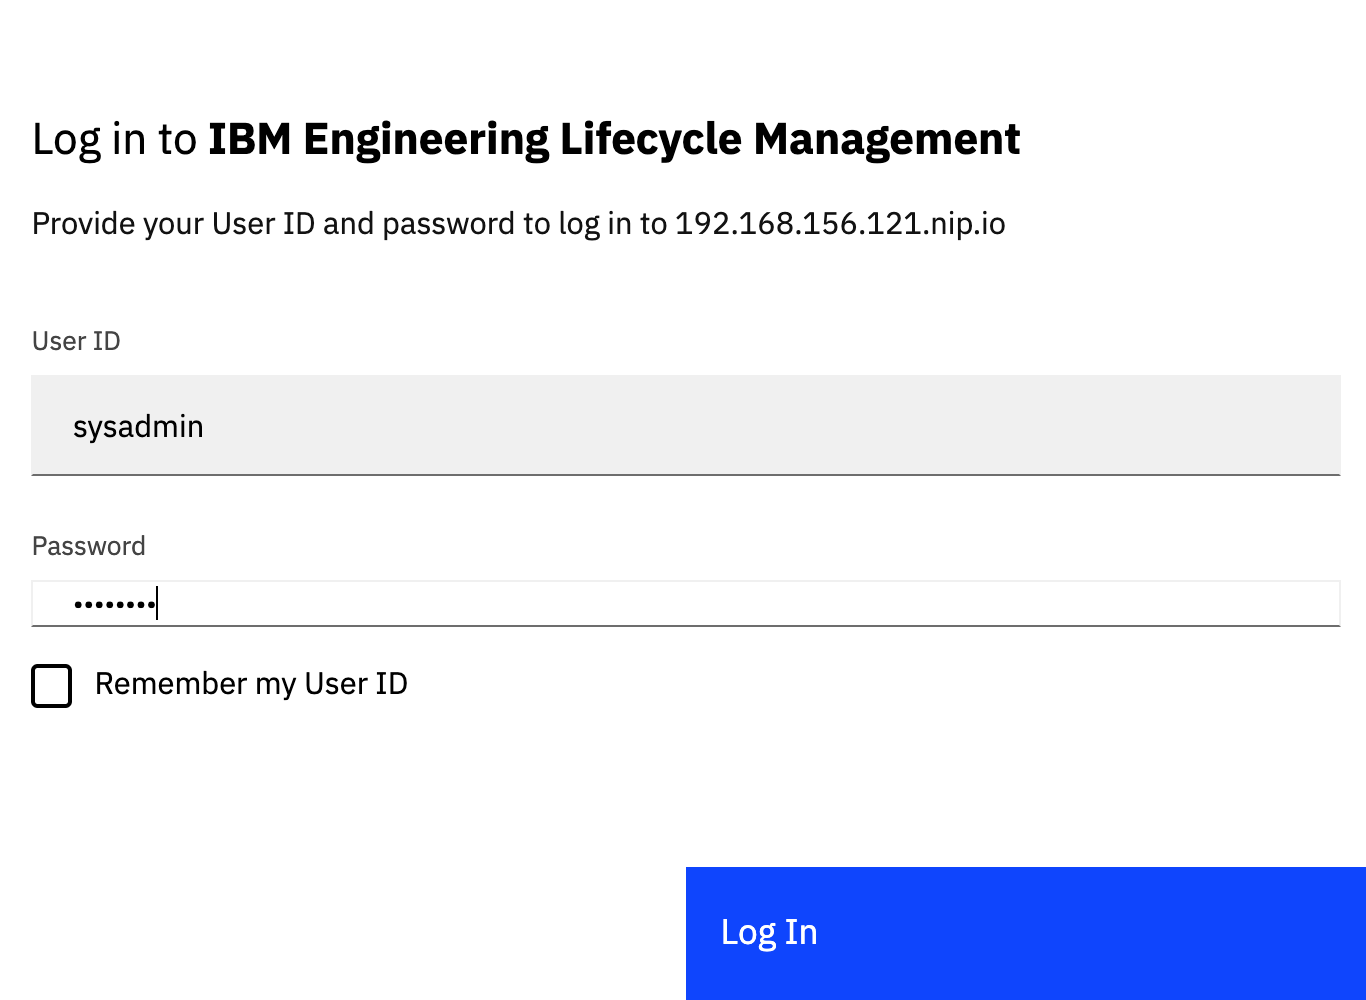 Log in to IBM Engineering Lifecycle Management
Provide your User ID and password to log in to 192.168.156.121.nip.io
User ID
sysadmin
Password
••••••••
Remember my User ID
Log In